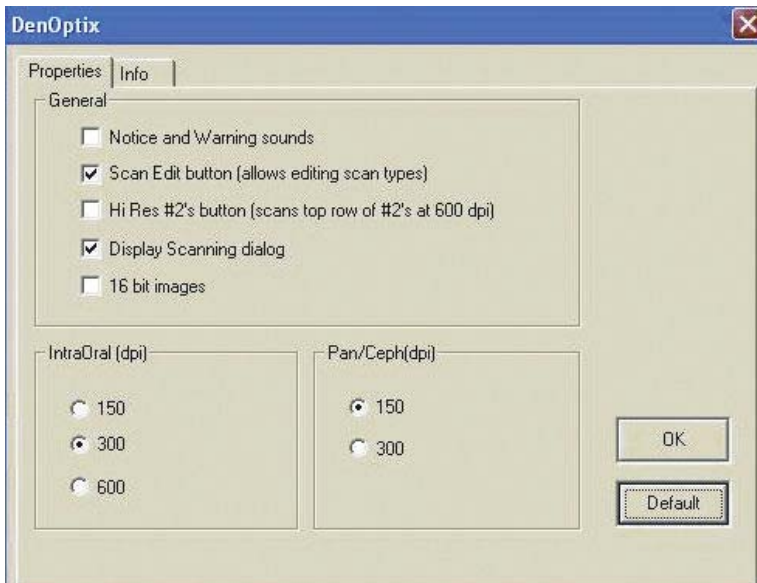 DenOptix
Properties
Info
General
Notice and Warning sounds
Scan Edit button (allows editing scan types)
Hi Res #2's button (scans top row of #2's at 600 dpi)
Display Scanning dialog
16 bit images
IntraOral (dpi)
150
300
600
Pan/Ceph(dpi)
150
300
OK
Default